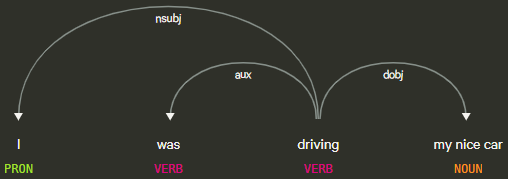 nsubj
aux dobj
I was driving my nice car
PRON VERB VERB NOUN